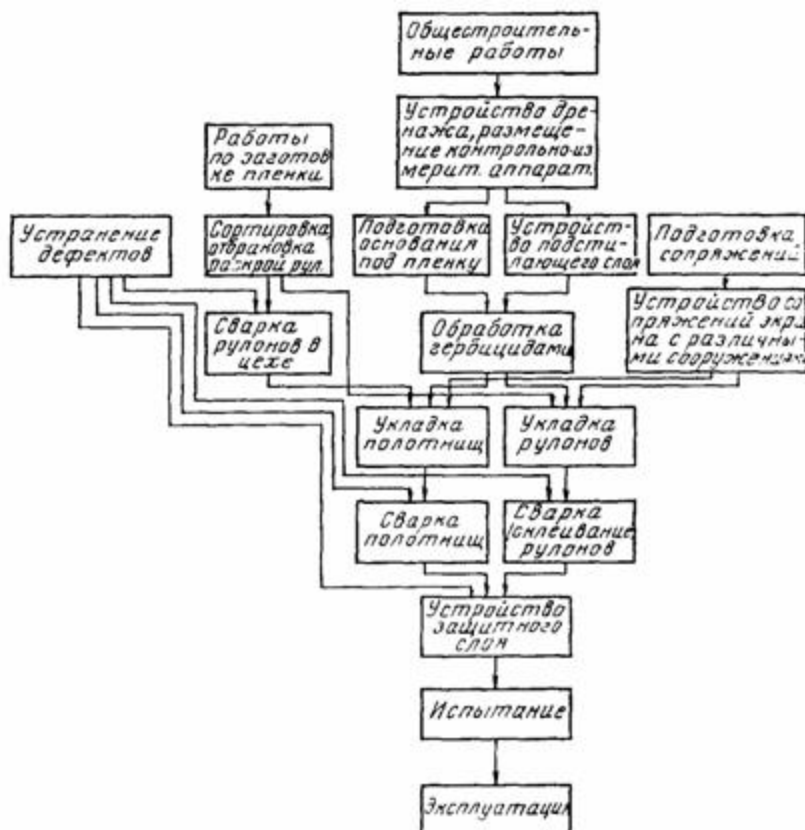 Общестроитель-
ные работы
Устройство дре-
нажа, размеще-
ние контрольно-из
мерит. аппарат.
Работы
по заготов
ке пленки
Устранение
дефектов
Сортировка,
отбраковка
раскрой рул.
Подготовка
основания
под пленку
Устройст-
во подсти-
лающего слоя
Подготовка
сопряжений
Сварка
рулонов в
цехе
Обработка
гербицидами
Устройство со
пряжений экра
на с различны-
ми сооружениями
Укладка
полотнищ
Укладка
рулонов
Сварка
полотнищ
Сварка
/склеивание/
рулонов
Устройство
защитного
слоя
Испытание
Эксплуатация